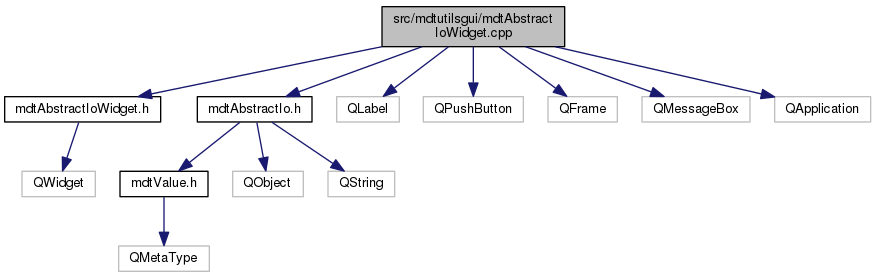 src/mdtutilsgui/mdtAbstract
IoWidget.cpp
mdtAbstractIoWidget.h
mdtAbstractIo.h
QLabel
QPushButton
QFrame
QMessageBox
QApplication
QWidget
mdtValue.h
QObject
QString
QMetaType